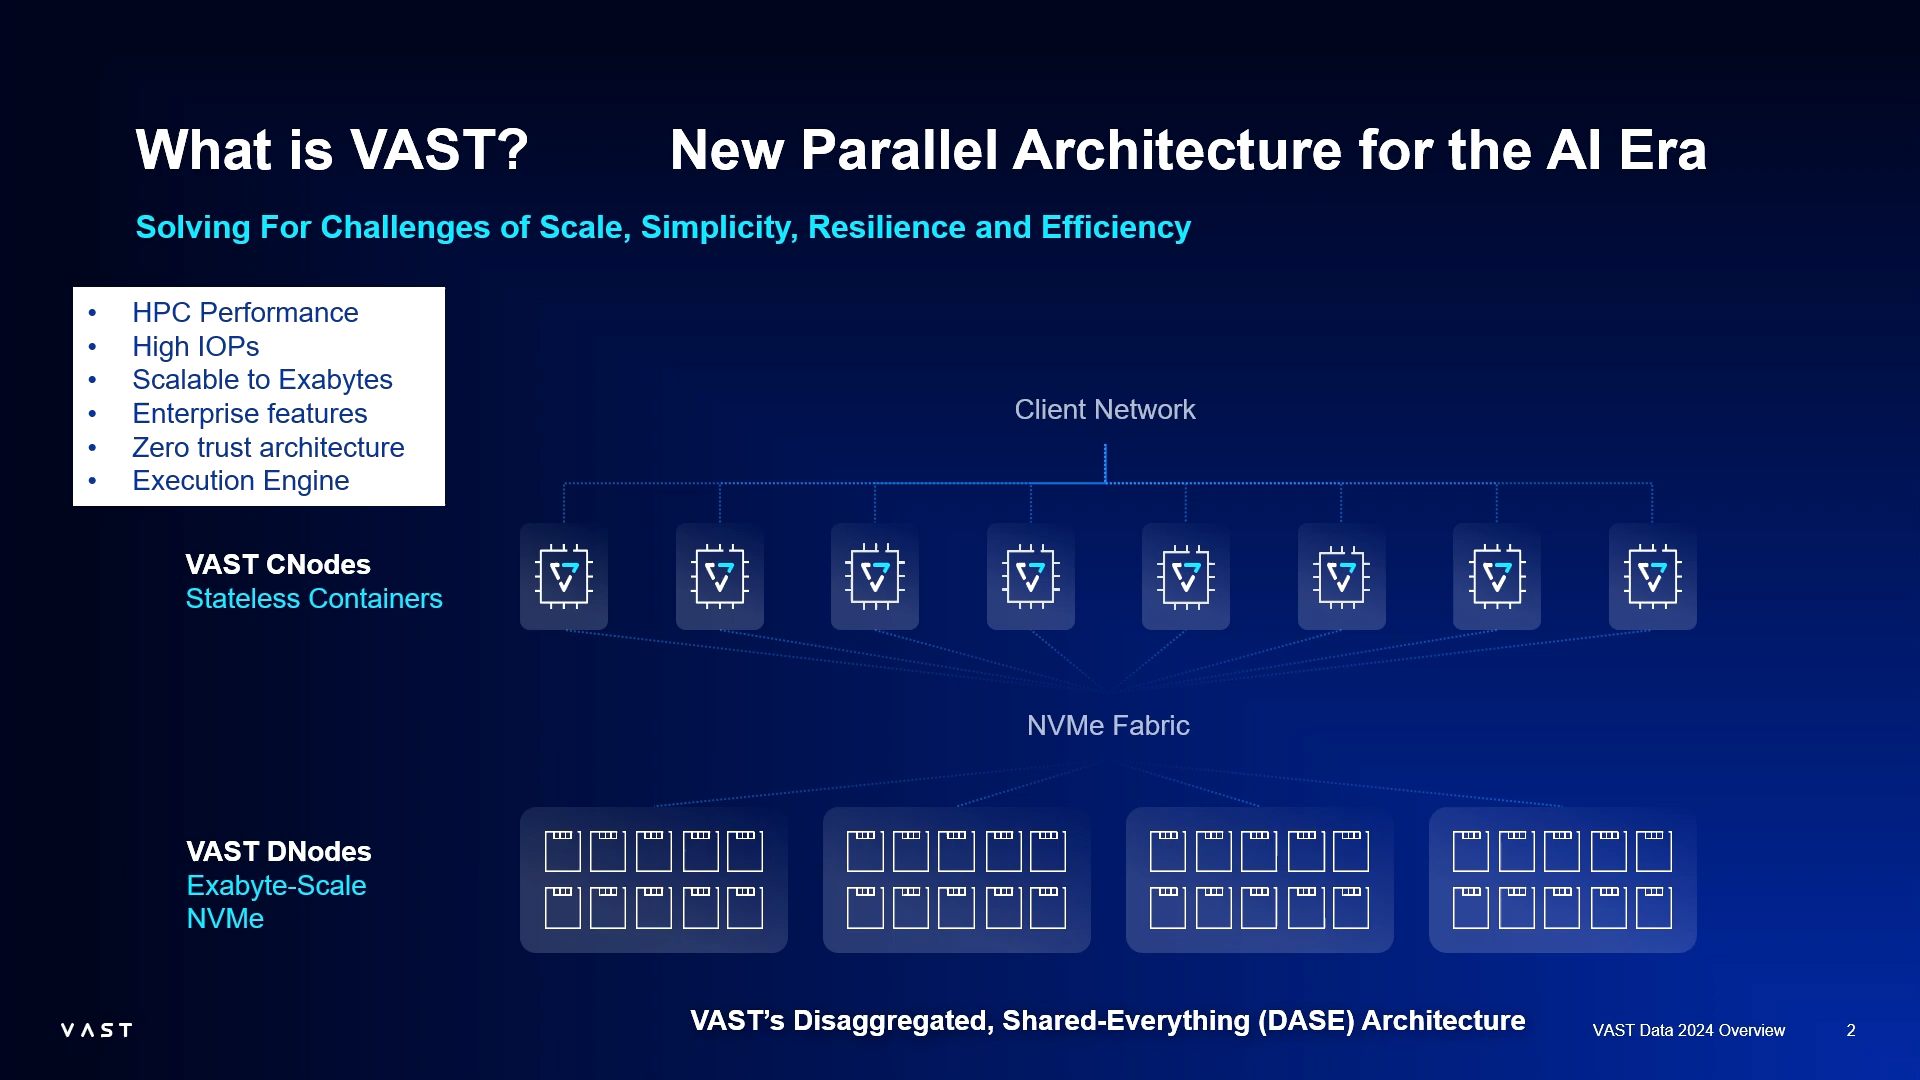 What is VAST? New Parallel Architecture for the AI Era
Solving For Challenges of Scale, Simplicity, Resilience and Efficiency
• HPC Performance
• High IOPs
• Scalable to Exabytes
• Enterprise features
• Zero trust architecture
• Execution Engine
Client Network
VAST CNodes
Stateless Containers
NVMe Fabric
VAST DNodes
Exabyte-Scale
NVMe
VAST’s Disaggregated, Shared-Everything (DASE) Architecture
VAST
VAST Data 2024 Overview 2